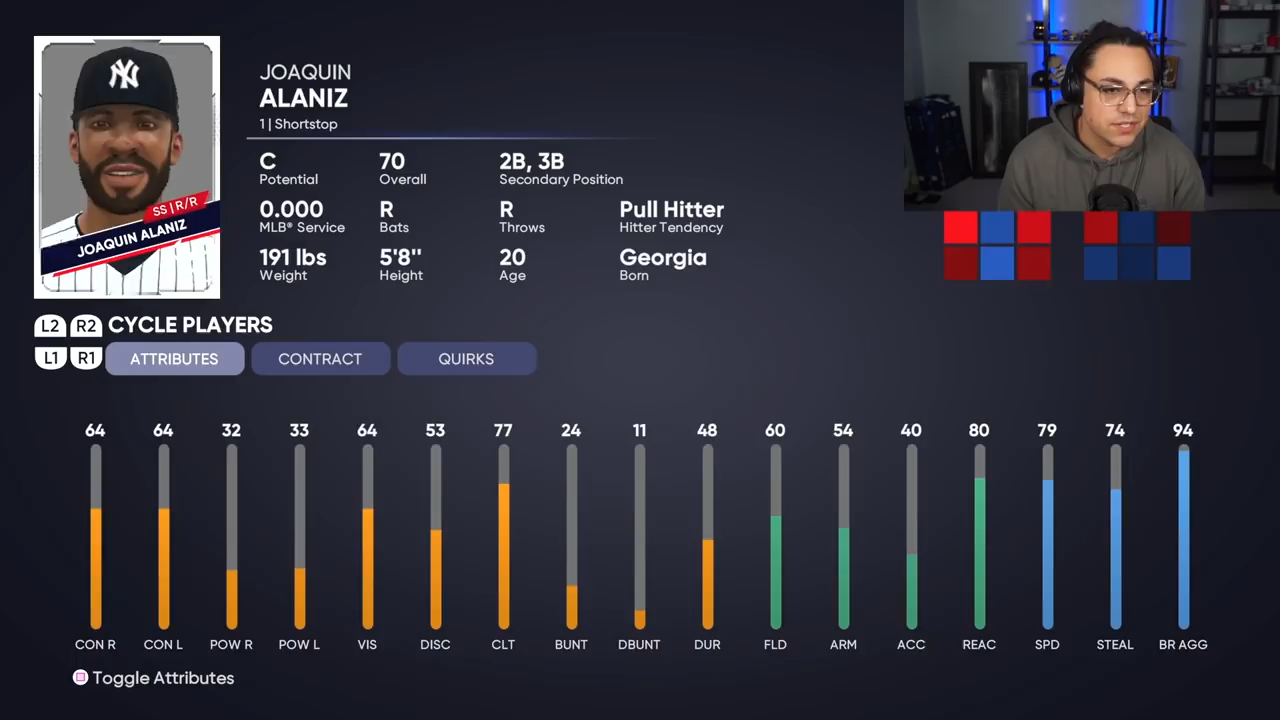 NY
SS | R/R
JOAQUIN ALANIZ
JOAQUIN
ALANIZ
1 | Shortstop
C
Potential
70
Overall
2B, 3B
Secondary Position
0.000
MLB® Service
R
Bats
R
Throws
Pull Hitter
Hitter Tendency
191 lbs
Weight
5'8"
Height
20
Age
Georgia
Born
L2 R2 CYCLE PLAYERS
L1 R1 ATTRIBUTES CONTRACT QUIRKS
64 64 32 33 64 53 77 24 11 48 60 54 40 80 79 74 94
CON R CON L POW R POW L VIS DISC CLT BUNT DBUNT DUR FLD ARM ACC REAC SPD STEAL BR AGG
Toggle Attributes